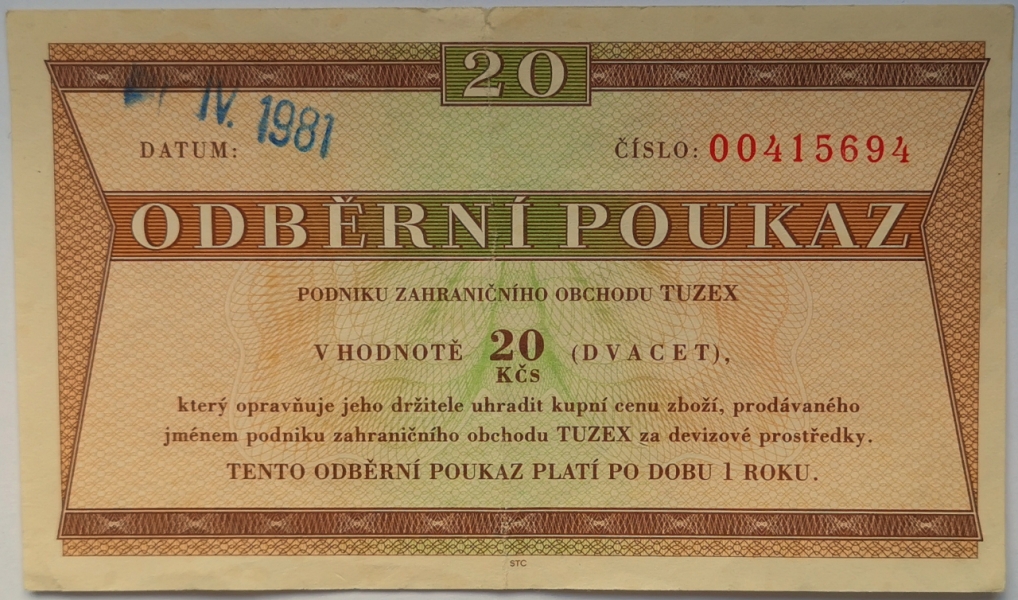 20
IV. 1981
DATUM:
ČÍSLO: 00415694
ODBĚRNÍ POUKAZ
PODNIKU ZAHRANIČNÍHO OBCHODU TUZEX
V HODNOTĚ 20 (DVACET),
KČS
který opravňuje jeho držitele uhradit kupní cenu zboží, prodávaného
jménem podniku zahraničního obchodu TUZEX za devizové prostředky.
TENTO ODBĚRNÍ POUKAZ PLATÍ PO DOBU 1 ROKU.
STC